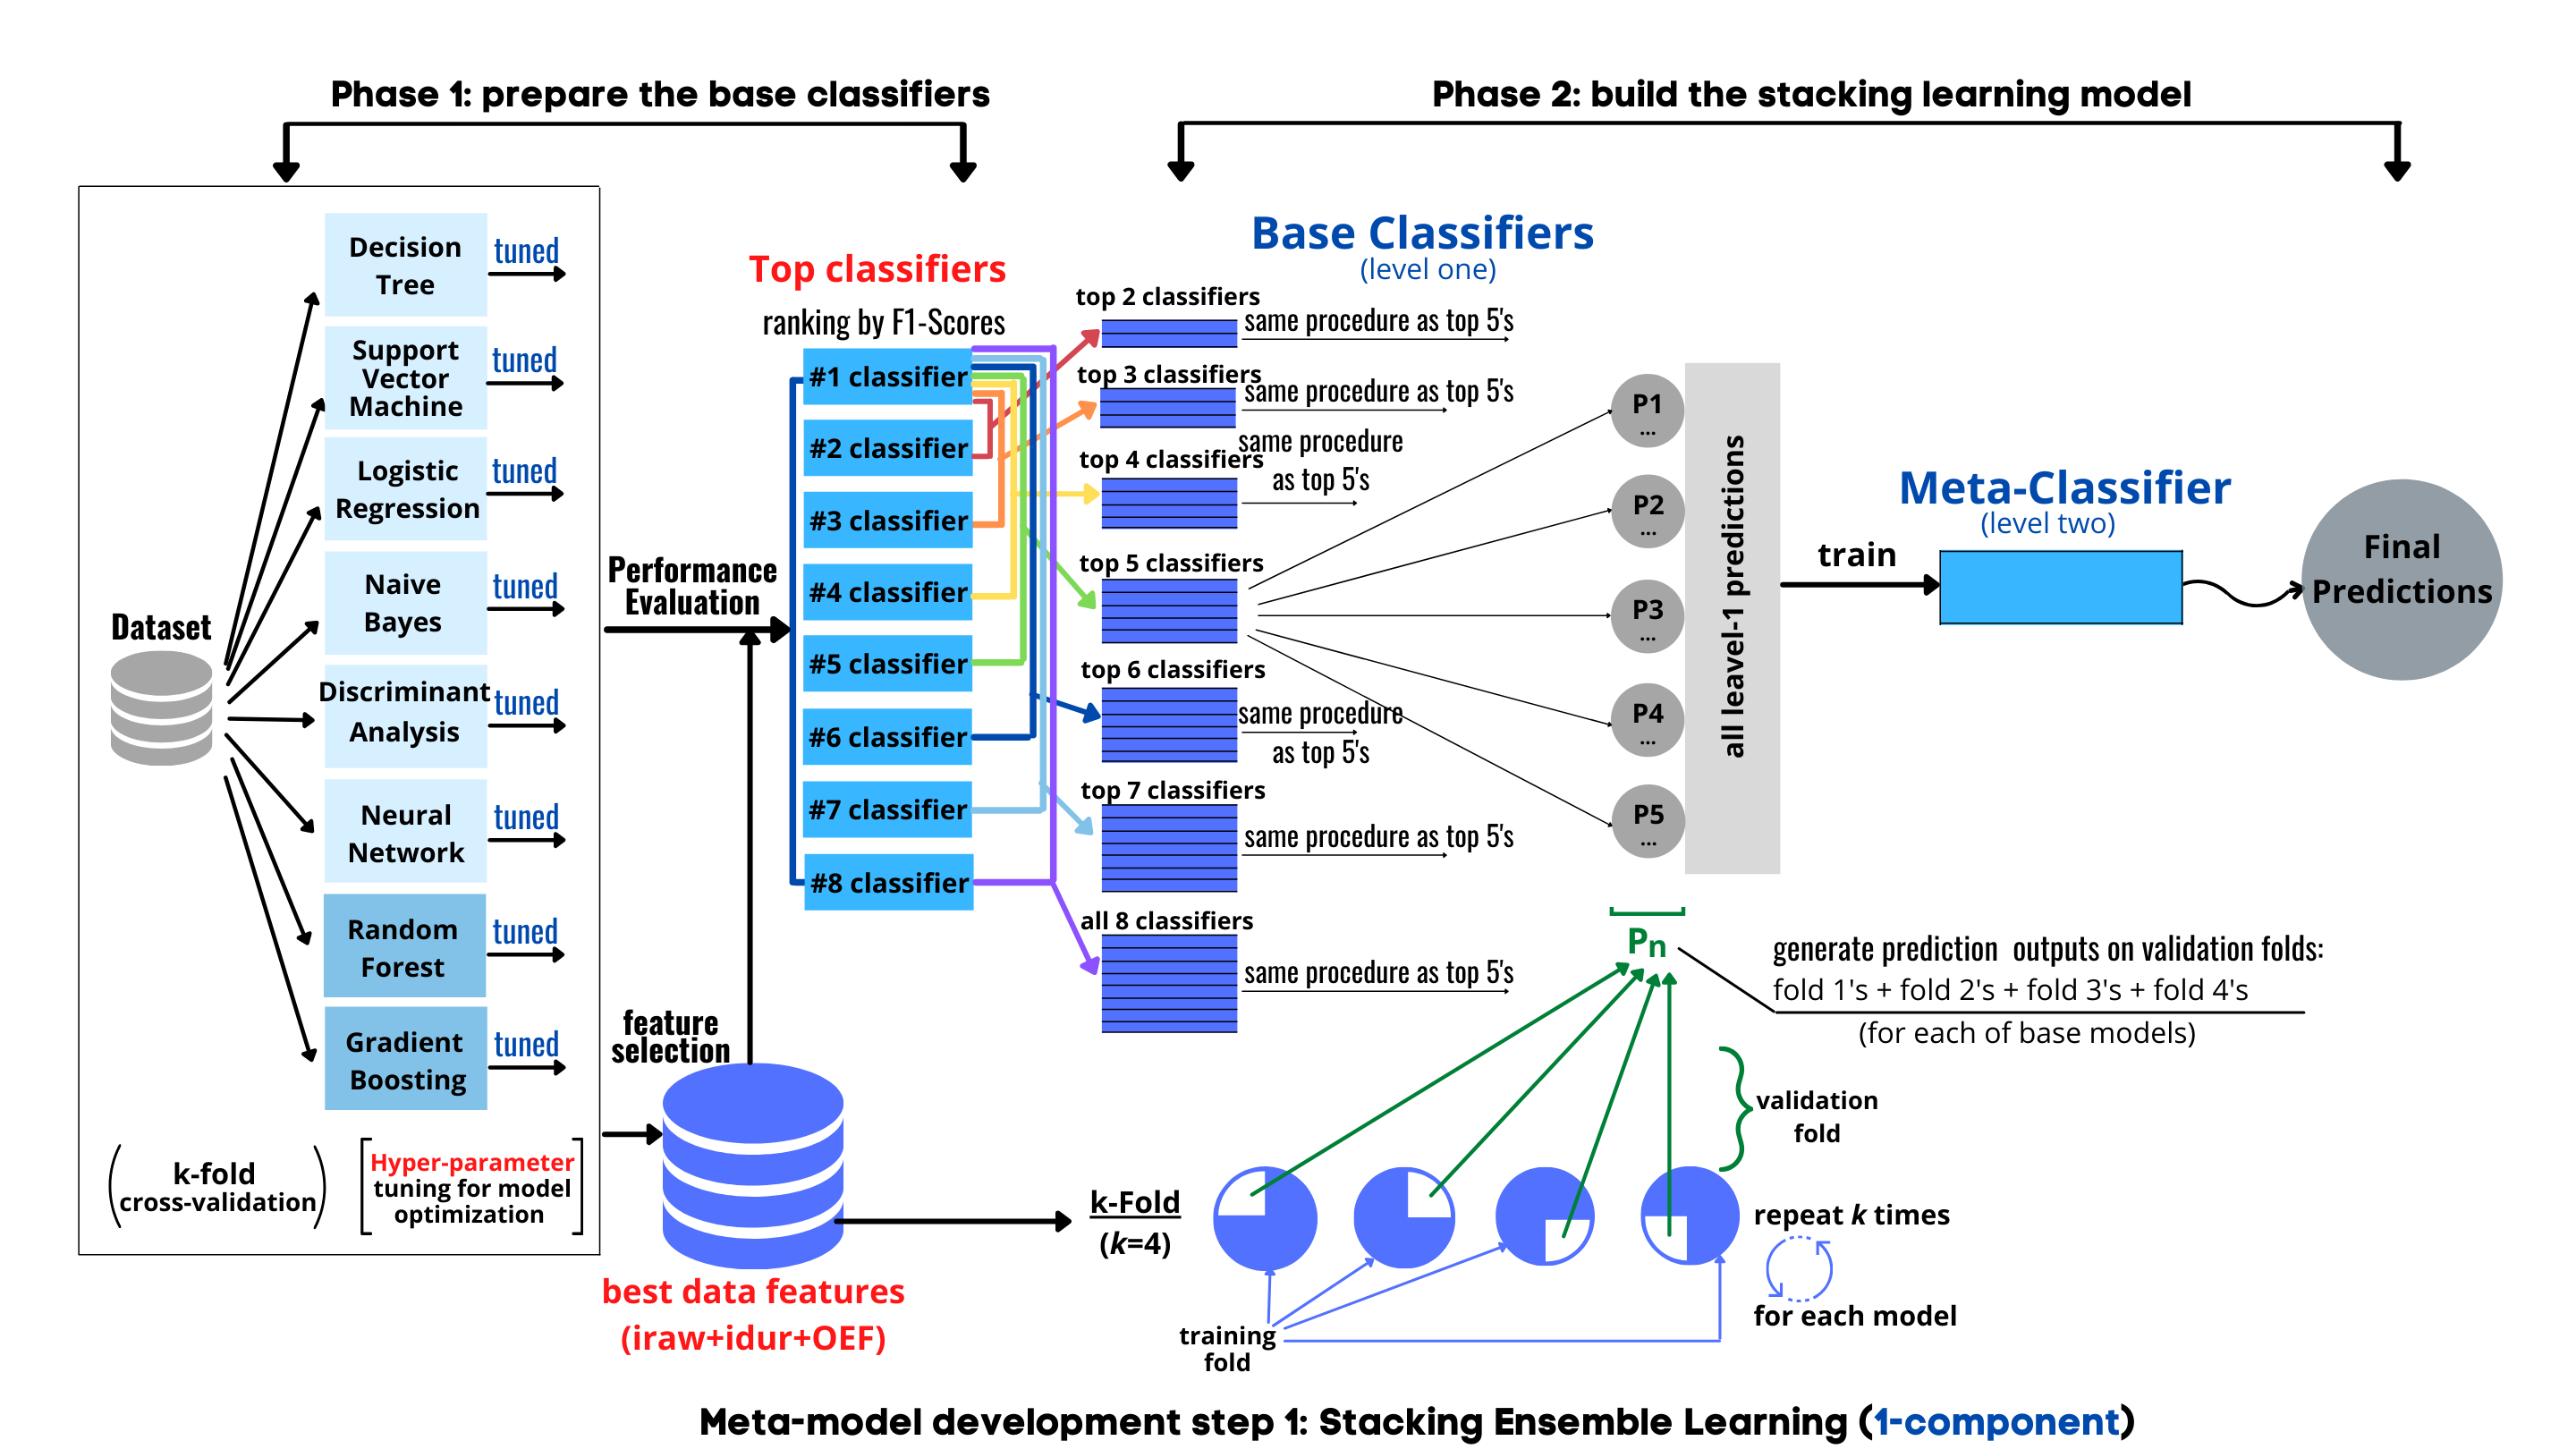 Phase 1: prepare the base classifiers
Phase 2: build the stacking learning model
Dataset
Decision
Tree
tuned
Support
Vector
Machine
tuned
Logistic
Regression
tuned
Naive
Bayes
tuned
Discriminant
Analysis
tuned
Neural
Network
tuned
Random
Forest
tuned
Gradient
Boosting
tuned
k-fold
cross-validation
Hyper-parameter
tuning for model
optimization
Performance
Evaluation
feature
selection
best data features
(iraw+idur+OEF)
Top classifiers
ranking by F1-Scores
#1 classifier
#2 classifier
#3 classifier
#4 classifier
#5 classifier
#6 classifier
#7 classifier
#8 classifier
Base Classifiers
(level one)
top 2 classifiers
same procedure as top 5's
top 3 classifiers
same procedure as top 5's
top 4 classifiers
same procedure
as top 5's
top 5 classifiers
top 6 classifiers
same procedure
as top 5's
top 7 classifiers
same procedure as top 5's
all 8 classifiers
same procedure as top 5's
P1
...
P2
...
P3
...
P4
...
P5
...
all leavel-1 predictions
train
Meta-Classifier
(level two)
Final
Predictions
Pn
generate prediction outputs on validation folds:
fold 1's + fold 2's + fold 3's + fold 4's
(for each of base models)
validation
fold
k-Fold
(k=4)
repeat k times
for each model
training
fold
Meta-model development step 1: Stacking Ensemble Learning (1-component)